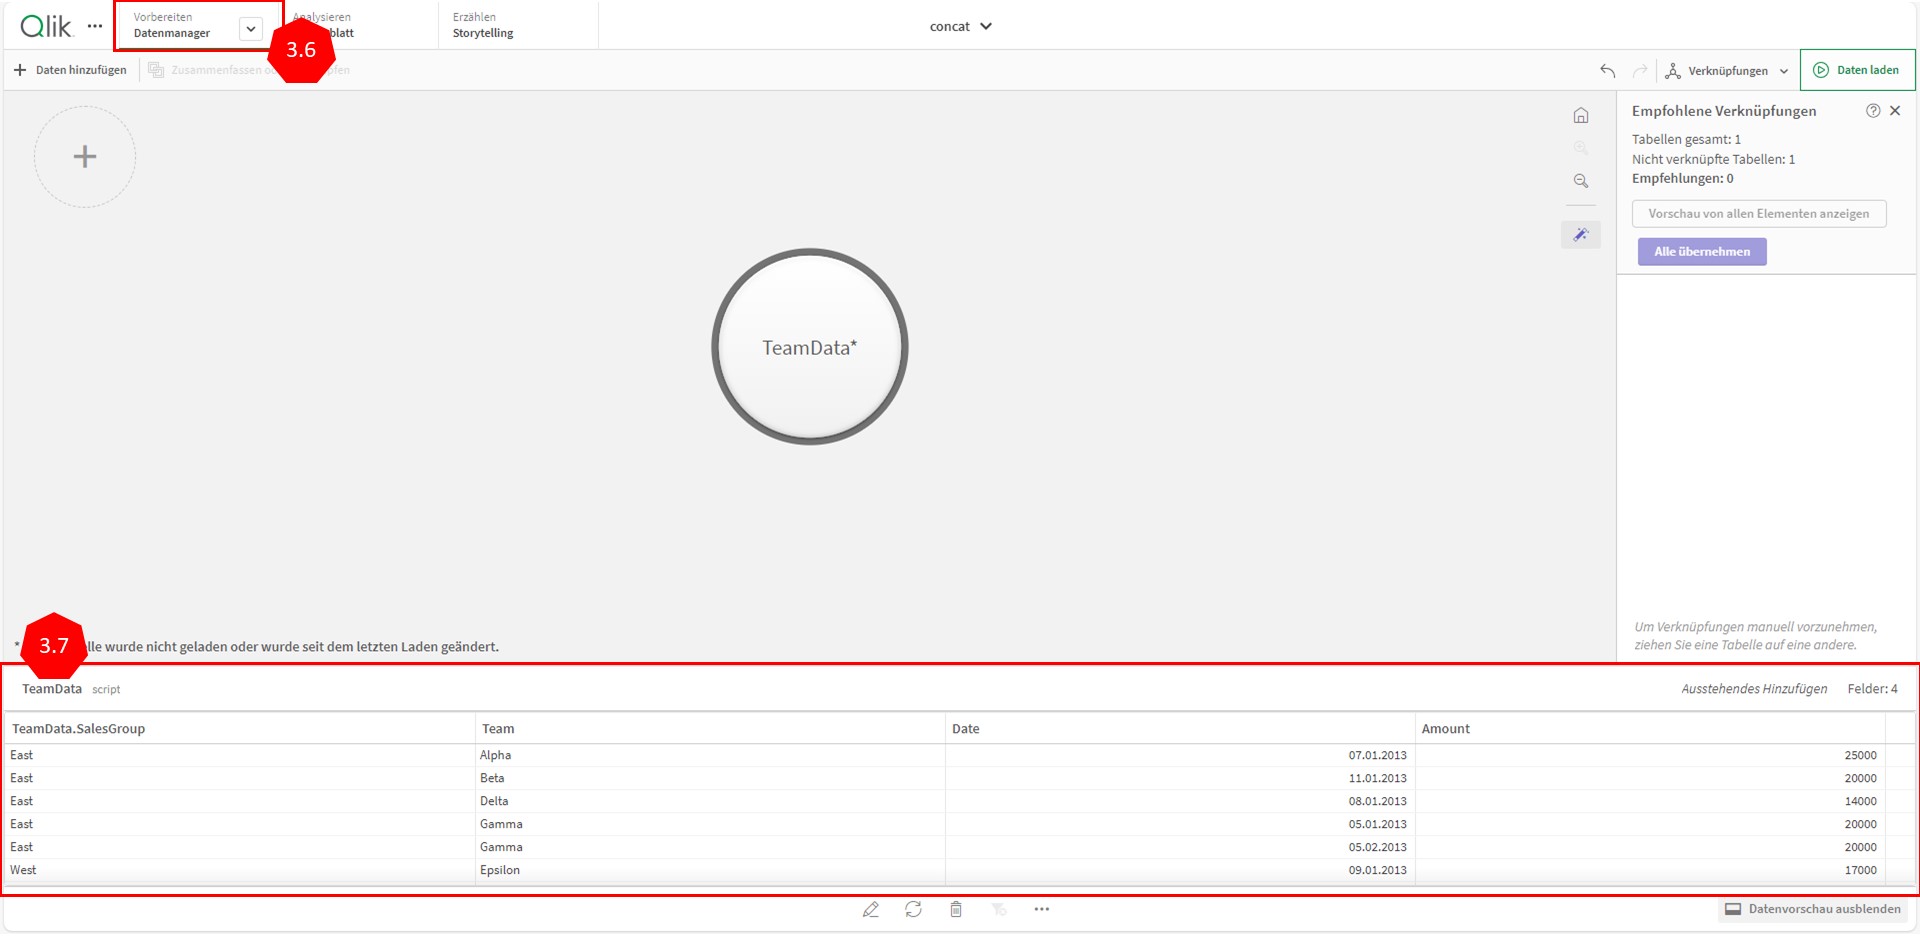 Qlik
Vorbereiten
Datenmanager
Analysieren
blatt
Erzählen
Storytelling
concat
3.6
Daten hinzufügen
Zusammenfassen
Verknüpfungen
Daten laden
Empfohlene Verknüpfungen
Tabellen gesamt: 1
Nicht verknüpfte Tabellen: 1
Empfehlungen: 0
Vorschau von allen Elementen anzeigen
Alle übernehmen
TeamData*
Um Verknüpfungen manuell vorzunehmen,
ziehen Sie eine Tabelle auf eine andere.
3.7
* lle wurde nicht geladen oder wurde seit dem letzten Laden geändert.
TeamData script Ausstehendes Hinzufügen Felder: 4
TeamData.SalesGroup Team Date Amount
East Alpha 07.01.2013 25000
East Beta 11.01.2013 20000
East Delta 08.01.2013 14000
East Gamma 05.01.2013 20000
East Gamma 05.02.2013 20000
West Epsilon 09.01.2013 17000
Datenvorschau ausblenden